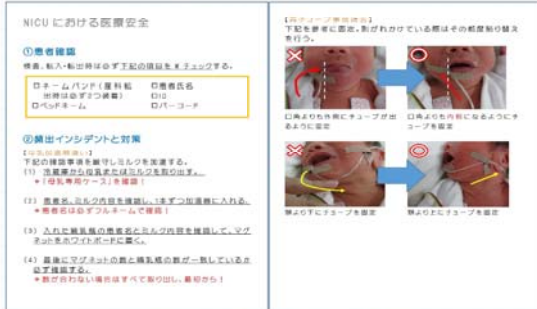 NICU における医療安全
①患者確認
検査、転入・転出時は必ず下記の項目を W チェックする。
□ネームバンド（産科転
出時は必ず2つ装着）
□ベッドネーム
□患者氏名
□ID
□バーコード
②頻出インシデントと対策
下記の確認事項を厳守しミルクを加温する。
(1) 冷蔵庫から母乳またはミルクを取り出す。
＊「母乳専用ケース」を確認！
(2) 患者名、ミルク内容を確認し、1本ずつ加温器に入れる。
＊患者名は必ずフルネームで確認！
(3) 入れた哺乳瓶の患者名とミルク内容を確認して、マグ
ネットをホワイトボードに置く。
(4) 最後にマグネットの数と哺乳瓶の数が一致しているか
必ず確認する。
＊数が合わない場合はすべて取り出し、最初から！
下記を参考に固定。剥がれかけている際はその都度貼り替え
を行う。
口角よりも外側にチューブが出
るように固定
口角よりも内側になるようにチ
ューブを固定
頬より下にチューブを固定
頬より上にチューブを固定